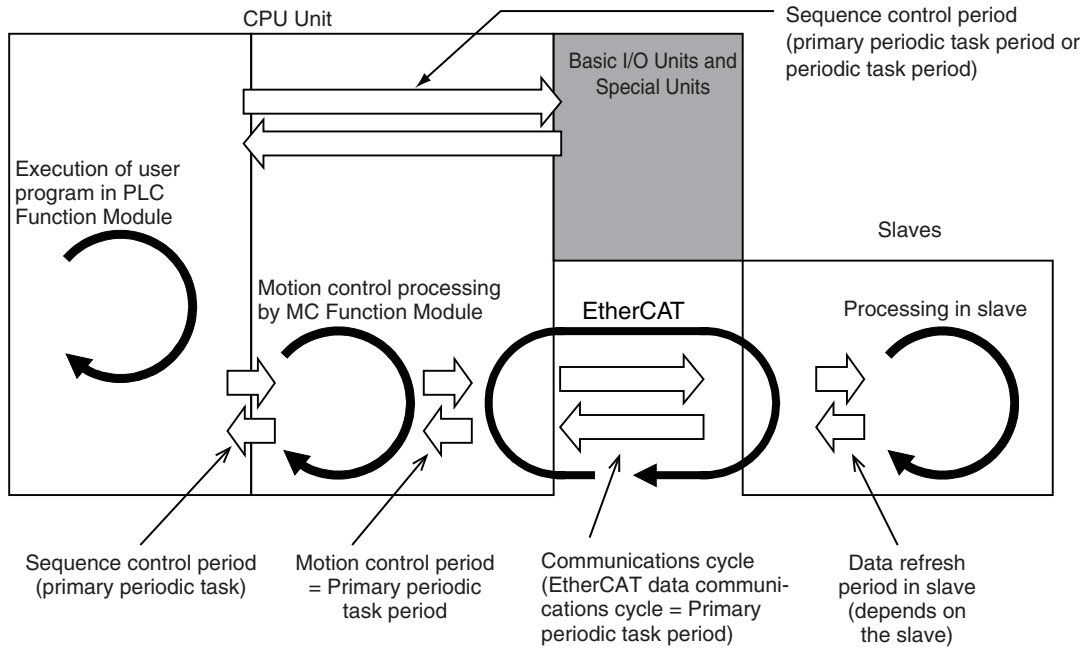 CPU Unit
Sequence control period
(primary periodic task period or
periodic task period)
Basic I/O Units and
Special Units
Execution of user
program in PLC
Function Module
Slaves
Motion control processing
by MC Function Module
EtherCAT
Processing in slave
Sequence control period
(primary periodic task)
Motion control period
= Primary periodic
task period
Communications cycle
(EtherCAT data communi-
cations cycle = Primary
periodic task period)
Data refresh
period in slave
(depends on
the slave)